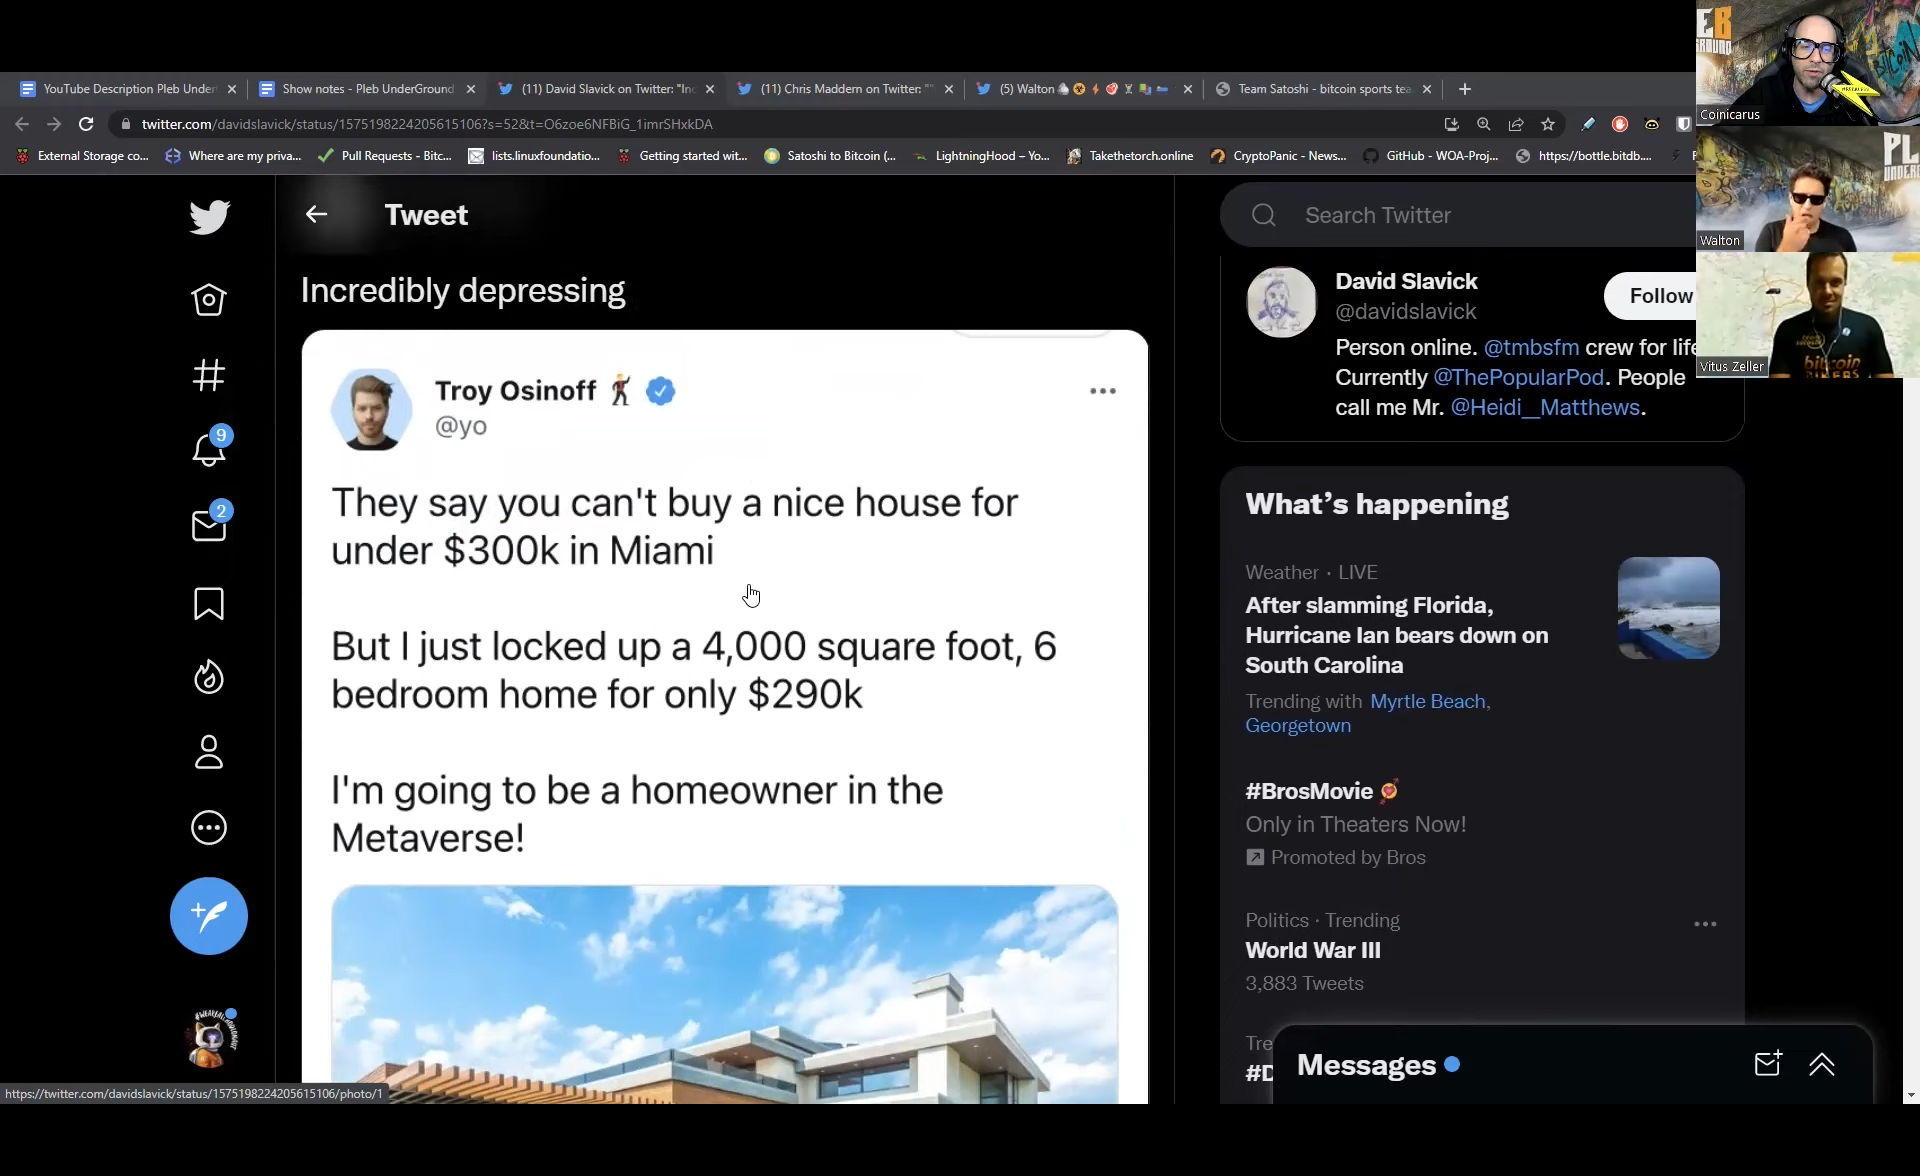 YouTube Description Pleb Under
Show notes - Pleb UnderGround
(11) David Slavick on Twitter: "Inc
(11) Chris Maddern on Twitter: "
(5) Walton
Team Satoshi - bitcoin sports tea
twitter.com/davidslavick/status/1575198224205615106?s=52&t=O6zoe6NFBiG_1imrSHxkDA
External Storage co...
Where are my priva...
Pull Requests - Bitc...
lists.linuxfoundatio...
Getting started wit...
Satoshi to Bitcoin (...
LightningHood – Yo...
Takethetorch.online
CryptoPanic - News...
GitHub - WOA-Proj...
https://bottle.bitdb....
Coinicarus
Walton
Vitus Zeller
bitcoin
Tweet
Incredibly depressing
Troy Osinoff
@yo
They say you can't buy a nice house for
under $300k in Miami
But I just locked up a 4,000 square foot, 6
bedroom home for only $290k
I'm going to be a homeowner in the
Metaverse!
9
2
Search Twitter
David Slavick
@davidslavick
Follow
Person online. @tmbsfm crew for life
Currently @ThePopularPod. People
call me Mr. @Heidi__Matthews.
What's happening
Weather · LIVE
After slamming Florida,
Hurricane Ian bears down on
South Carolina
Trending with Myrtle Beach,
Georgetown
#BrosMovie
Only in Theaters Now!
Promoted by Bros
Politics · Trending
World War III
3,883 Tweets
Tre
#D
Messages
https://twitter.com/davidslavick/status/1575198224205615106/photo/1